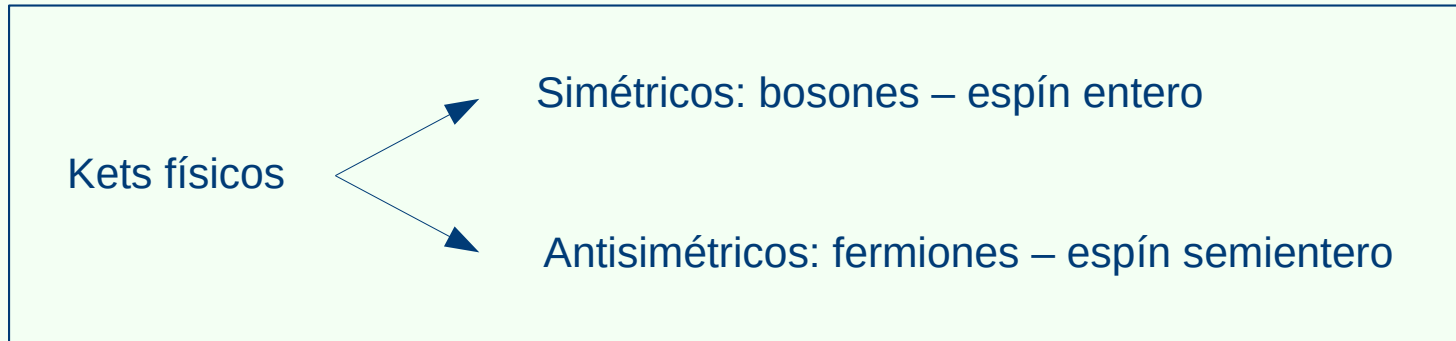 Simétricos: bosones – espín entero
Kets físicos
Antisimétricos: fermiones – espín semientero